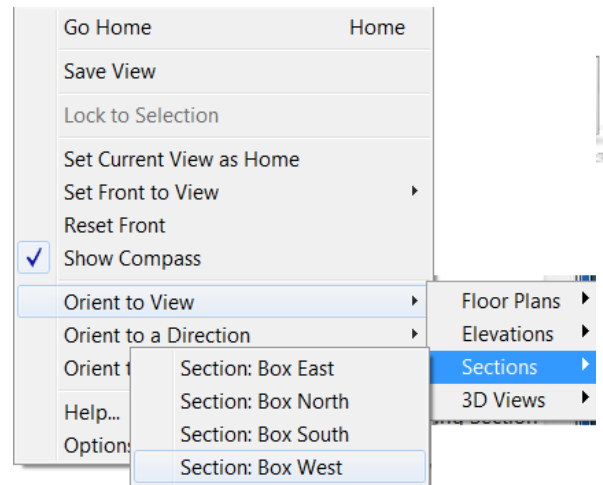 Go Home Home
Save View
Lock to Selection
Set Current View as Home
Set Front to View
Reset Front
Show Compass
Orient to View
Orient to a Direction
Orient t
Help...
Option
Floor Plans
Elevations
Sections
3D Views
Section: Box East
Section: Box North
Section: Box South
Section: Box West